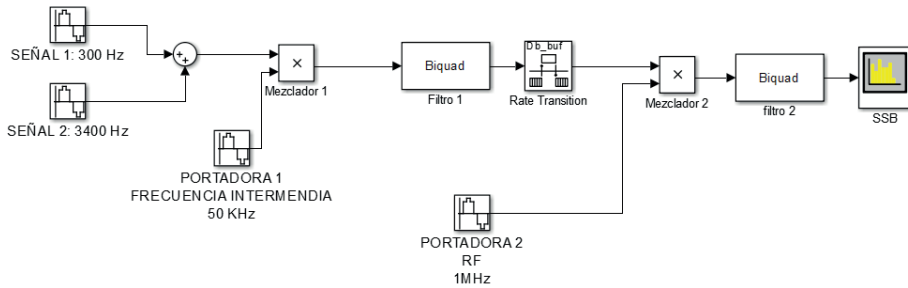 SEÑAL 1: 300 Hz
SEÑAL 2: 3400 Hz
Mezclador 1
PORTADORA 1
FRECUENCIA INTERMENDIA
50 KHz
Biquad
Filtro 1
Db_buf
Rate Transition
Mezclador 2
PORTADORA 2
RF
1MHz
Biquad
filtro 2
SSB